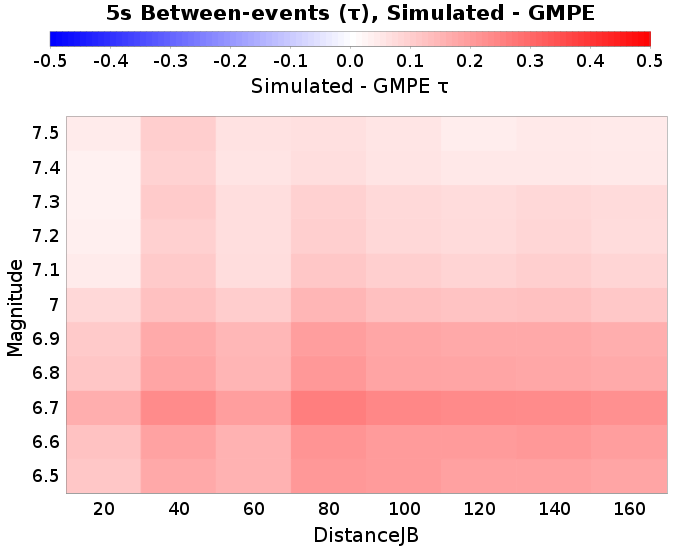 5s Between-events (τ), Simulated - GMPE
-0.5 -0.4 -0.3 -0.2 -0.1 0.0 0.1 0.2 0.3 0.4 0.5
Simulated - GMPE τ
Magnitude
7.5
7.4
7.3
7.2
7.1
7
6.9
6.8
6.7
6.6
6.5
20 40 60 80 100 120 140 160
DistanceJB